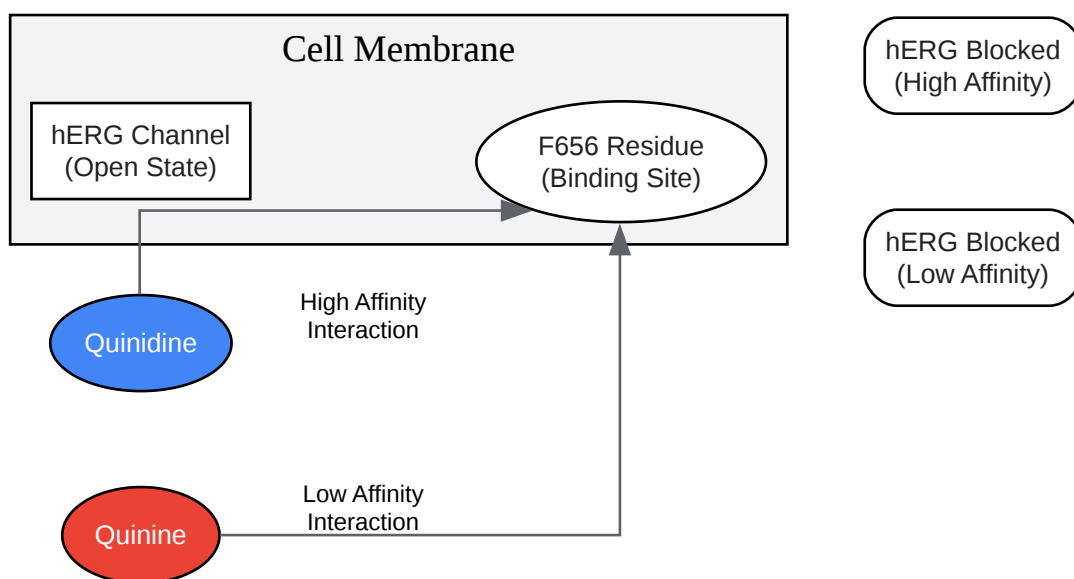 Cell Membrane
hERG Channel
(Open State)
F656 Residue
(Binding Site)
hERG Blocked
(High Affinity)
hERG Blocked
(Low Affinity)
High Affinity
Interaction
Quinidine
Low Affinity
Interaction
Quinine